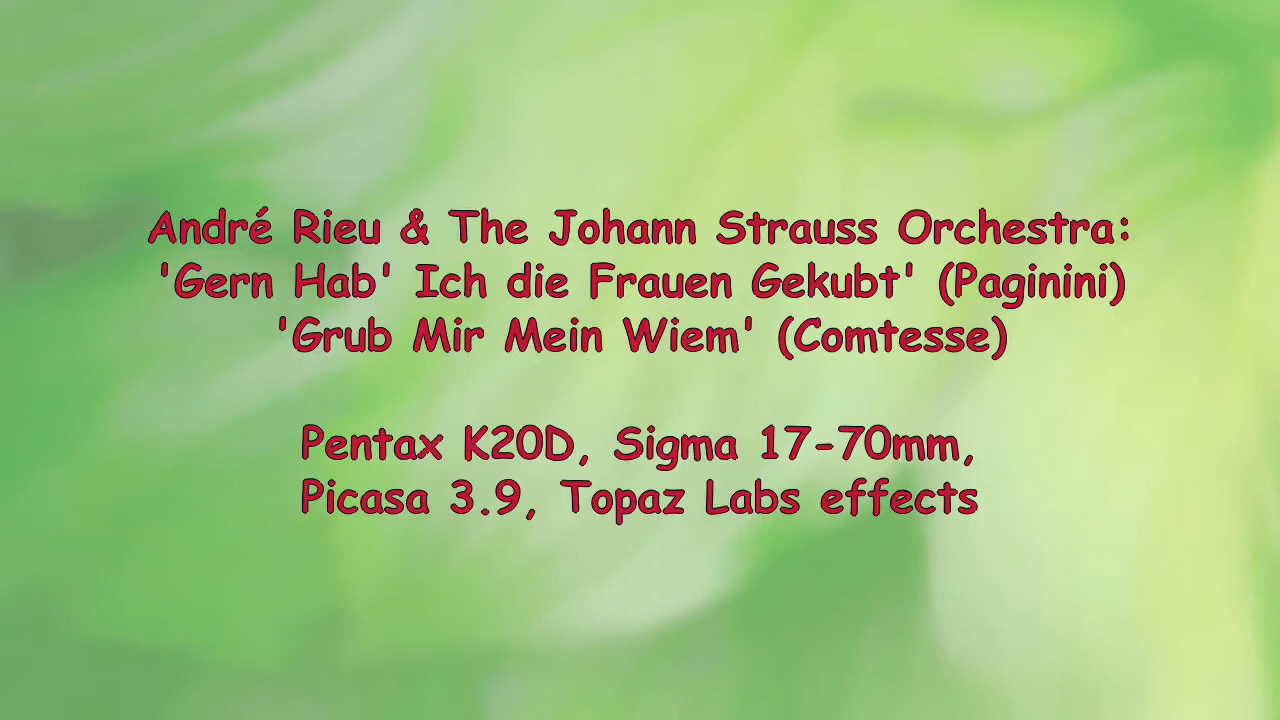 André Rieu & The Johann Strauss Orchestra:
'Gern Hab' Ich die Frauen Gekubt' (Paginini)
'Grub Mir Mein Wiem' (Comtesse)
Pentax K20D, Sigma 17-70mm,
Picasa 3.9, Topaz Labs effects